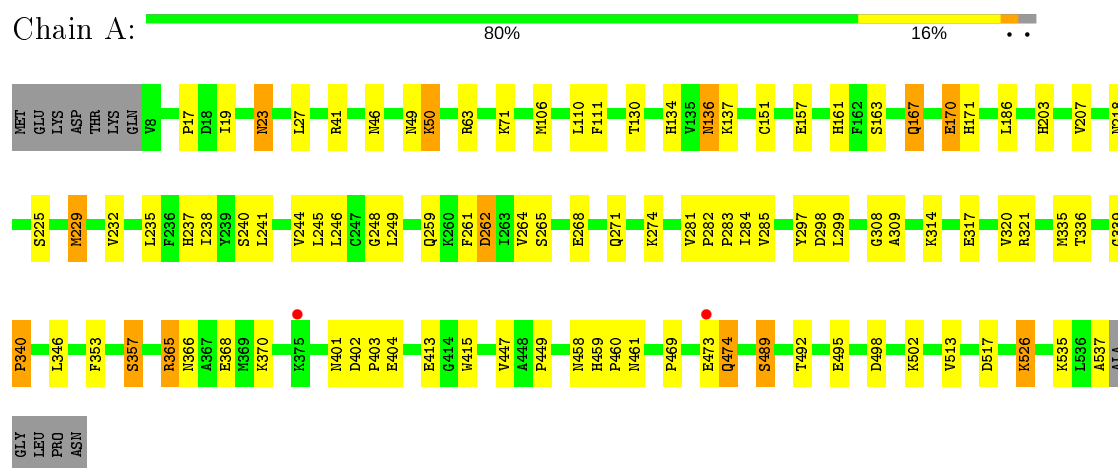 Chain A:
80% 16% • •
MET GLU LYS ASP THR LYS GLN V8 P17 D18 I19 N23 L27 R41 N46 N49 K50 R63 K71 M106 L110 F111 T130 H134 V135 N136 K137 C151 E157 H161 F162 S163 Q167 E170 H171 L186 H203 V207
S225 M229 V232 L235 F236 H237 I238 Y239 S240 L241 V244 L245 L246 C247 G248 L249 Q259 K260 F261 D262 I263 V264 S265 E268 Q271 K274 V281 P282 P283 I284 V285 Y297 D298 L299 G308 A309 K314 E317 V320 R321 M335 T336
P340 L346 F353 S357 R365 N366 A367 E368 M369 K370 K375 N401 D402 P403 E404 E413 G414 W415 V447 A448 P449 N458 H459 P460 N461 P469 E473 Q474 S489 T492 E495 D498 K502 V513 D517 K526 K535 L536 A537 ALA
GLY LEU PRO ASN